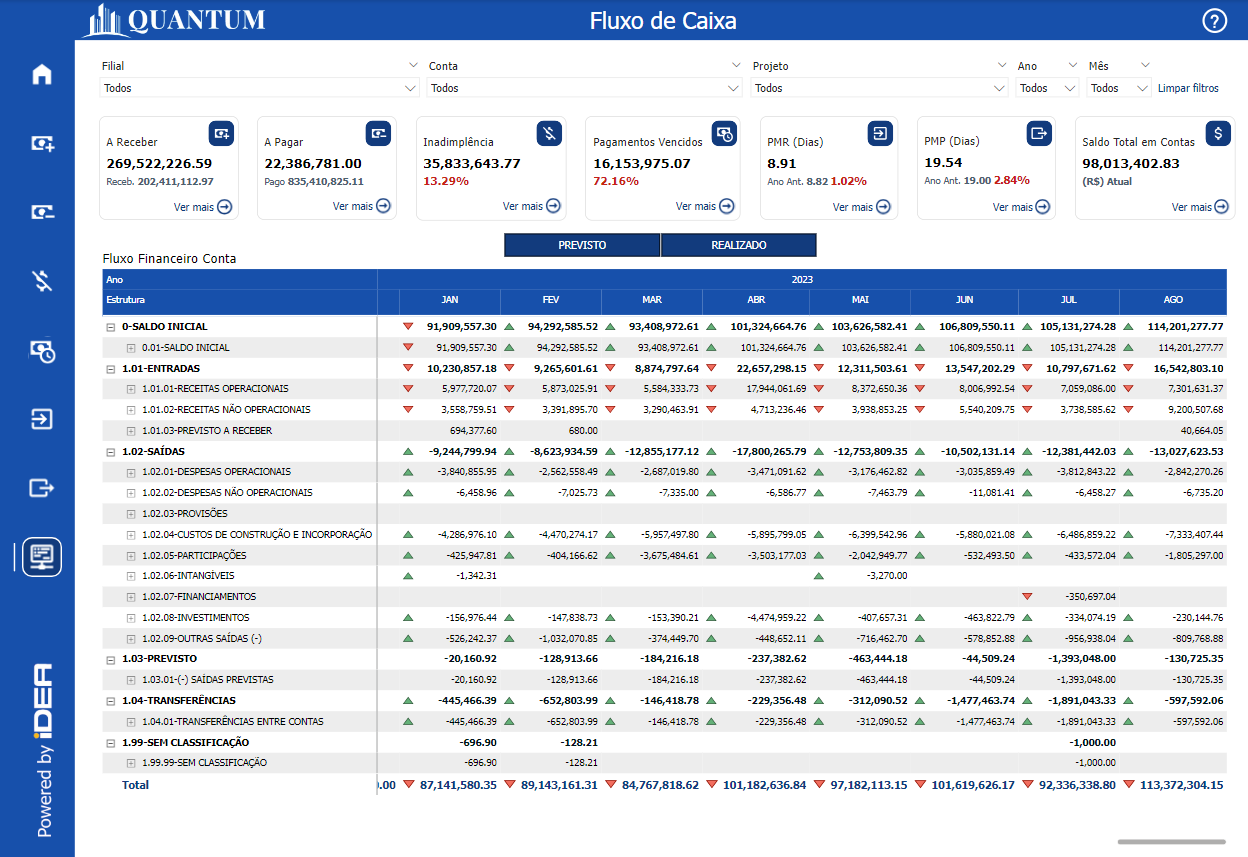 QUANTUM
Fluxo de Caixa
?
Filial Conta Projeto Ano Mês
Todos Todos Todos Todos Todos Limpar filtros
A Receber
269,522,226.59
Receb. 202,411,112.97
Ver mais
A Pagar
22,386,781.00
Pago 835,410,825.11
Ver mais
Inadimplência
35,833,643.77
13.29%
Ver mais
Pagamentos Vencidos
16,153,975.07
72.16%
Ver mais
PMR (Dias)
8.91
Ano Ant. 8.82 1.02%
Ver mais
PMP (Dias)
19.54
Ano Ant. 19.00 2.84%
Ver mais
$
Saldo Total em Contas
98,013,402.83
(R$) Atual
Ver mais
PREVISTO REALIZADO
Fluxo Financeiro Conta
Ano 2023
Estrutura JAN FEV MAR ABR MAI JUN JUL AGO
0-SALDO INICIAL 91,909,557.30 94,292,585.52 93,408,972.61 101,324,664.76 103,626,582.41 106,809,550.11 105,131,274.28 114,201,277.77
0.01-SALDO INICIAL 91,909,557.30 94,292,585.52 93,408,972.61 101,324,664.76 103,626,582.41 106,809,550.11 105,131,274.28 114,201,277.77
1.01-ENTRADAS 10,230,857.18 9,265,601.61 8,874,797.64 22,657,298.15 12,311,503.61 13,547,202.29 10,797,671.62 16,542,803.10
1.01.01-RECEITAS OPERACIONAIS 5,977,720.07 5,873,025.91 5,584,333.73 17,944,061.69 8,372,650.36 8,006,992.54 7,059,086.00 7,301,631.37
1.01.02-RECEITAS NÃO OPERACIONAIS 3,558,759.51 3,391,895.70 3,290,463.91 4,713,236.46 3,938,853.25 5,540,209.75 3,738,585.62 9,200,507.68
1.01.03-PREVISTO A RECEBER 694,377.60 680.00 40,664.05
1.02-SAÍDAS -9,244,799.94 -8,623,934.59 -12,855,177.12 -17,800,265.79 -12,753,809.35 -10,502,131.14 -12,381,442.03 -13,027,623.53
1.02.01-DESPESAS OPERACIONAIS -3,840,855.95 -2,562,558.49 -2,687,019.80 -3,471,091.62 -3,176,462.82 -3,035,859.49 -3,812,843.22 -2,842,270.26
1.02.02-DESPESAS NÃO OPERACIONAIS -6,458.96 -7,025.73 -7,335.00 -6,586.77 -7,463.79 -11,081.41 -6,458.27 -6,735.20
1.02.03-PROVISÕES
1.02.04-CUSTOS DE CONSTRUÇÃO E INCORPORAÇÃO -4,286,976.10 -4,470,274.17 -5,957,497.80 -5,895,799.05 -6,399,542.96 -5,880,021.08 -6,486,859.22 -7,333,407.44
1.02.05-PARTICIPAÇÕES -425,947.81 -404,166.62 -3,675,484.61 -3,503,177.03 -2,042,949.77 -532,493.50 -433,572.04 -1,805,297.00
1.02.06-INTANGÍVEIS -1,342.31 -3,270.00
1.02.07-FINANCIAMENTOS -350,697.04
1.02.08-INVESTIMENTOS -156,976.44 -147,838.73 -153,390.21 -4,474,959.22 -407,657.31 -463,822.79 -334,074.19 -230,144.76
1.02.09-OUTRAS SAÍDAS (-) -526,242.37 -1,032,070.85 -374,449.70 -448,652.11 -716,462.70 -578,852.88 -956,938.04 -809,768.88
1.03-PREVISTO -20,160.92 -128,913.66 -184,216.18 -237,382.62 -463,444.18 -44,509.24 -1,393,048.00 -130,725.35
1.03.01-(-) SAÍDAS PREVISTAS -20,160.92 -128,913.66 -184,216.18 -237,382.62 -463,444.18 -44,509.24 -1,393,048.00 -130,725.35
1.04-TRANSFERÊNCIAS -445,466.39 -652,803.99 -146,418.78 -229,356.48 -312,090.52 -1,477,463.74 -1,891,043.33 -597,592.06
1.04.01-TRANSFERÊNCIAS ENTRE CONTAS -445,466.39 -652,803.99 -146,418.78 -229,356.48 -312,090.52 -1,477,463.74 -1,891,043.33 -597,592.06
1.99-SEM CLASSIFICAÇÃO -696.90 -128.21 -1,000.00
1.99.99-SEM CLASSIFICAÇÃO -696.90 -128.21 -1,000.00
Total 0.00 87,141,580.35 89,143,161.31 84,767,818.62 101,182,636.84 97,182,113.15 101,619,626.17 92,336,338.80 113,372,304.15
Powered by iDEA